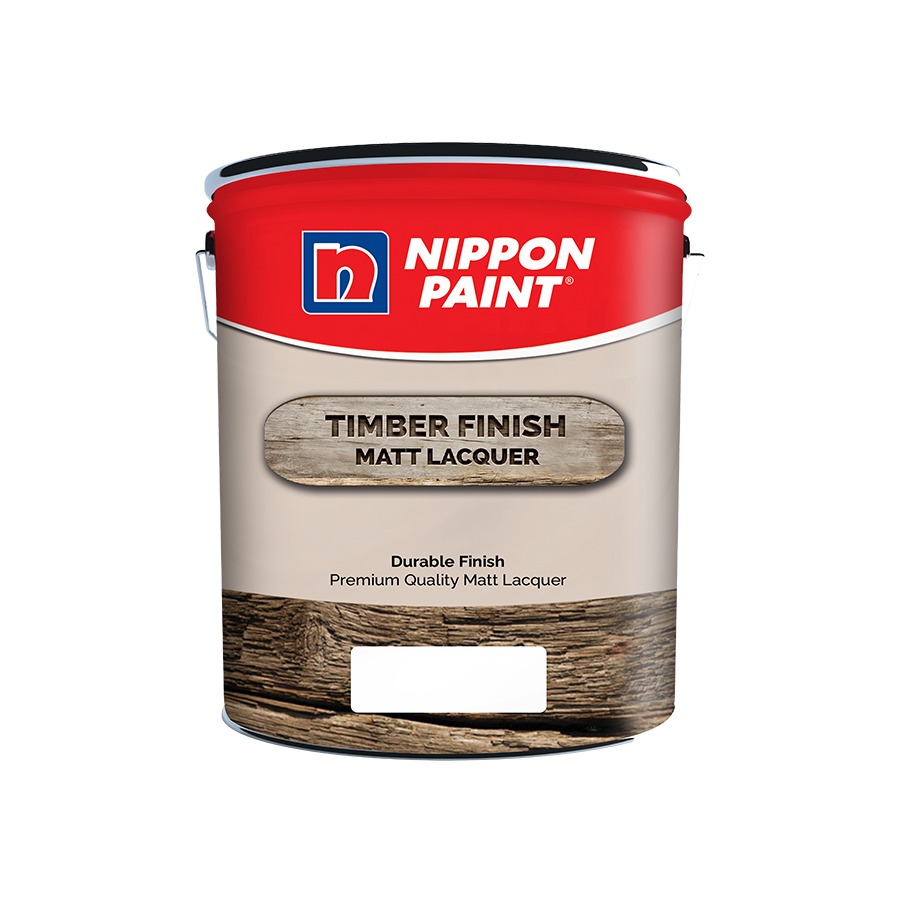 n
NIPPON
PAINT®
TIMBER FINISH
MATT LACQUER
Durable Finish
Premium Quality Matt Lacquer